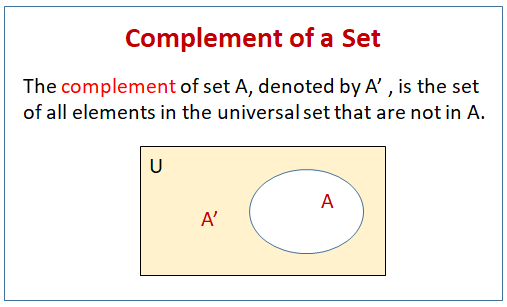 Complement of a Set
The complement of set A, denoted by A’ , is the set
of all elements in the universal set that are not in A.
U
A
A’